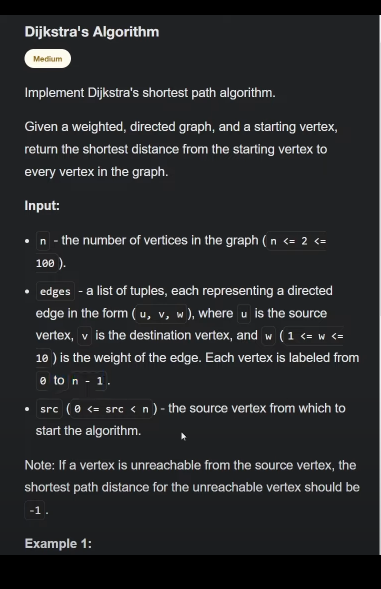 Dijkstra's Algorithm
Medium
Implement Dijkstra's shortest path algorithm.
Given a weighted, directed graph, and a starting vertex,
return the shortest distance from the starting vertex to
every vertex in the graph.
Input:
• n - the number of vertices in the graph ( n <= 2 <=
100 ).
• edges - a list of tuples, each representing a directed
edge in the form ( u, v, w ), where u is the source
vertex, v is the destination vertex, and w ( 1 <= w <=
10 ) is the weight of the edge. Each vertex is labeled from
0 to n - 1 .
• src ( 0 <= src < n ) - the source vertex from which to
start the algorithm.
Note: If a vertex is unreachable from the source vertex, the
shortest path distance for the unreachable vertex should be
-1 .
Example 1: